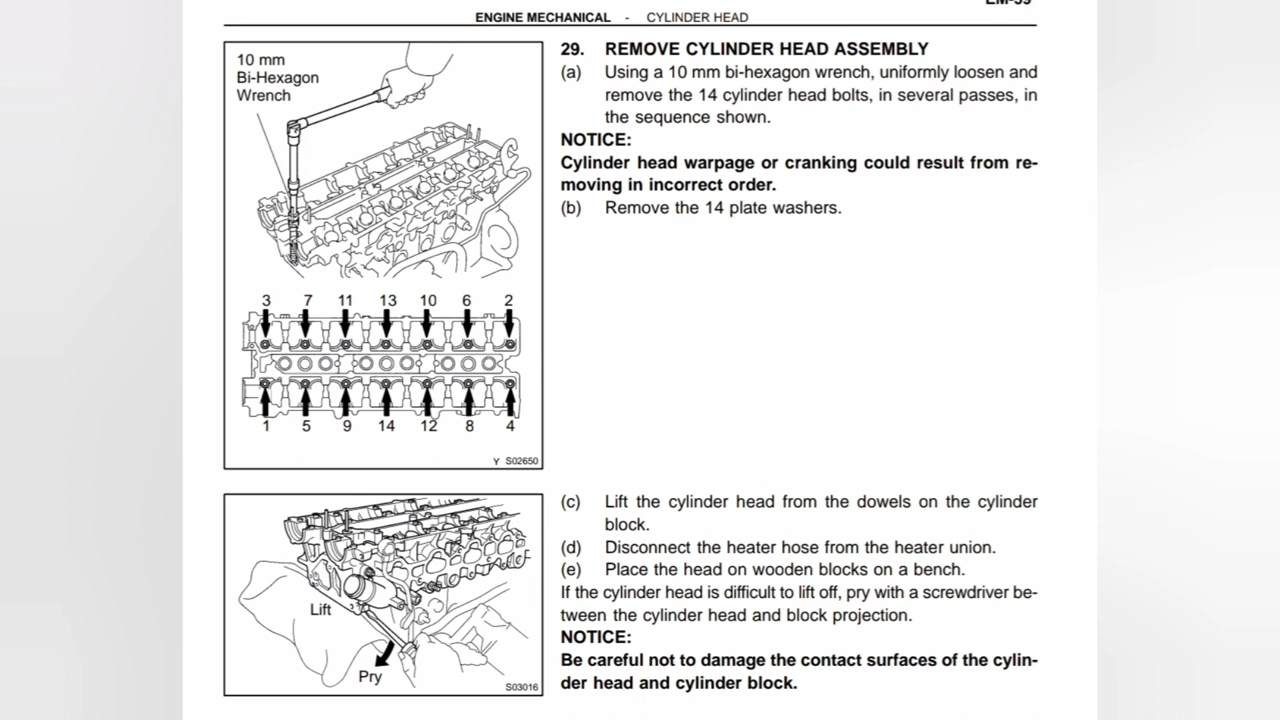 ENGINE MECHANICAL - CYLINDER HEAD
10 mm
Bi-Hexagon
Wrench
3 7 11 13 10 6 2
1 5 9 14 12 8 4
Y S02650
29. REMOVE CYLINDER HEAD ASSEMBLY
(a) Using a 10 mm bi-hexagon wrench, uniformly loosen and
remove the 14 cylinder head bolts, in several passes, in
the sequence shown.
NOTICE:
Cylinder head warpage or cranking could result from re-
moving in incorrect order.
(b) Remove the 14 plate washers.
Lift
Pry
S03016
(c) Lift the cylinder head from the dowels on the cylinder
block.
(d) Disconnect the heater hose from the heater union.
(e) Place the head on wooden blocks on a bench.
If the cylinder head is difficult to lift off, pry with a screwdriver be-
tween the cylinder head and block projection.
NOTICE:
Be careful not to damage the contact surfaces of the cylin-
der head and cylinder block.